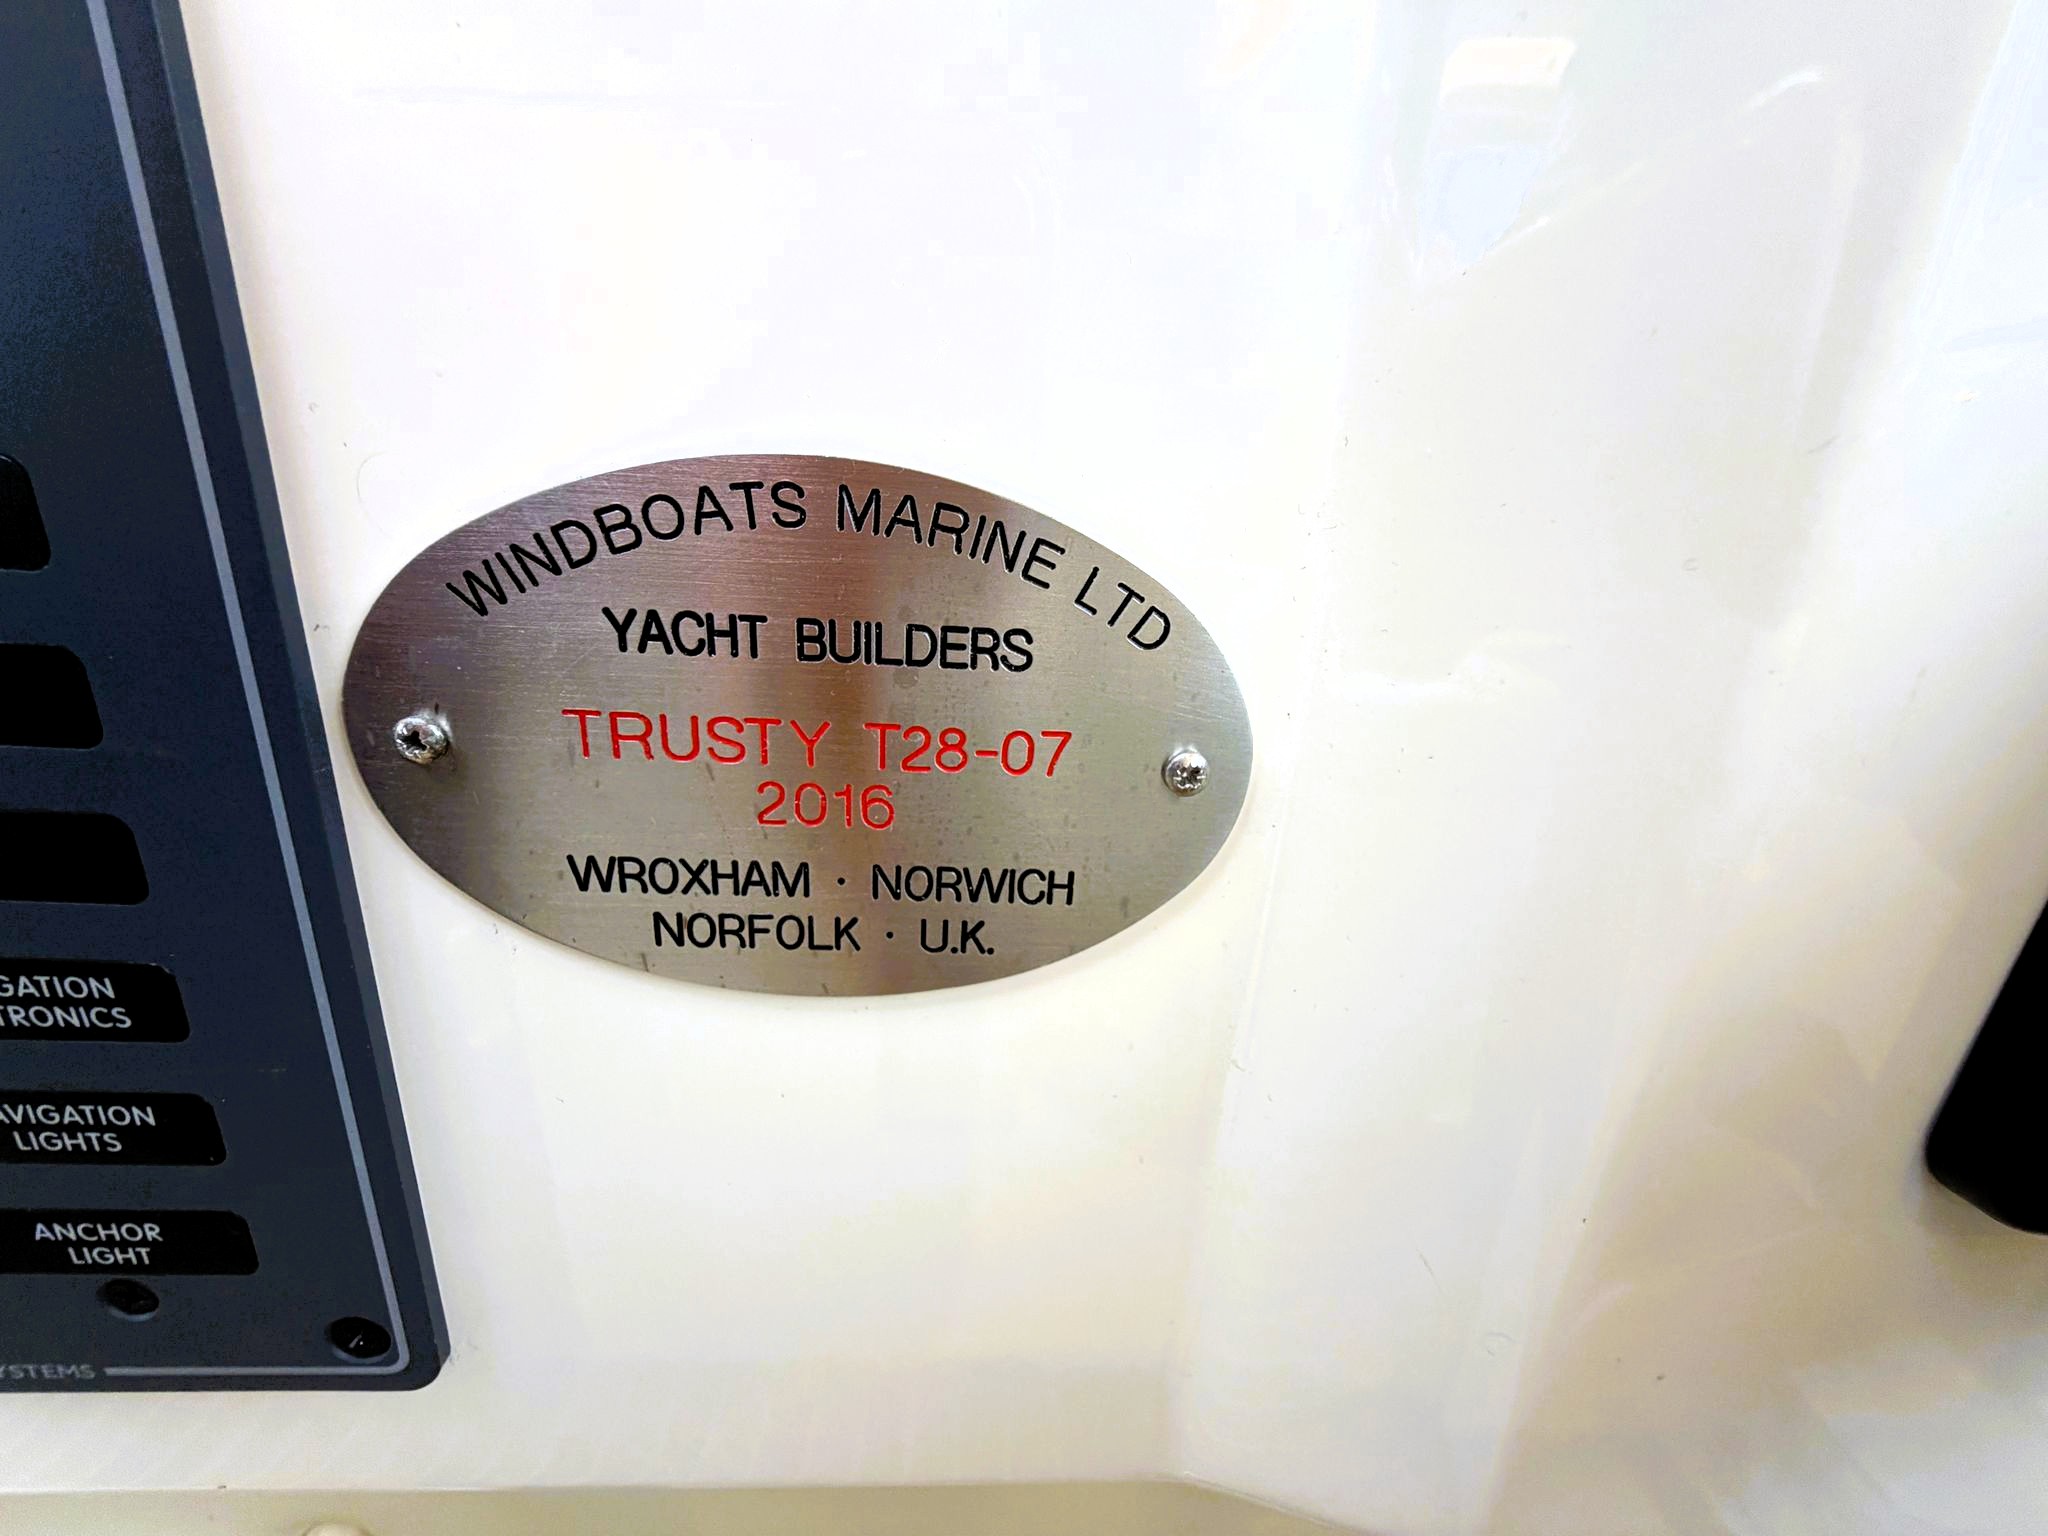 WINDBOATS MARINE LTD
YACHT BUILDERS
TRUSTY T28-07
2016
WROXHAM · NORWICH
NORFOLK · U.K.
GATION
TRONICS
AVIGATION
LIGHTS
ANCHOR
LIGHT
YSTEMS